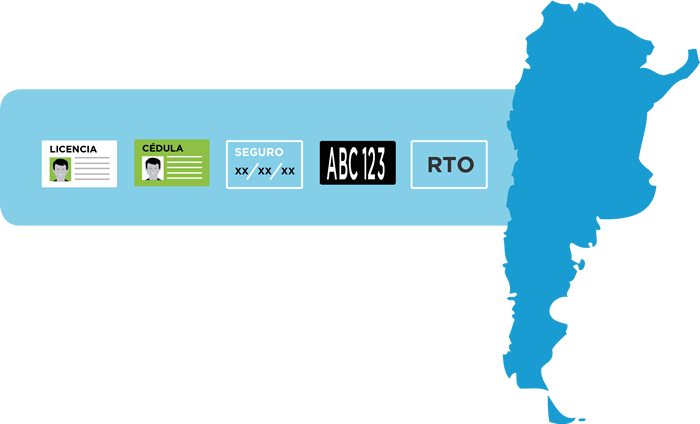 LICENCIA
CÉDULA
SEGURO
xx/xx/xx
ABC 123
RTO